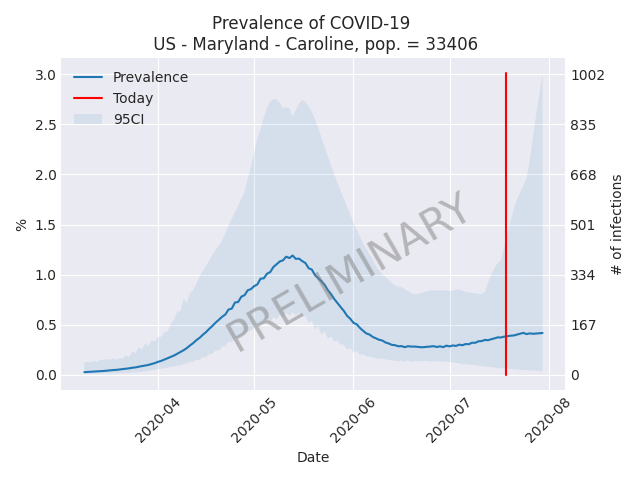 Prevalence of COVID-19
US - Maryland - Caroline, pop. = 33406
Prevalence
Today
95CI
3.0
2.5
2.0
1.5
1.0
0.5
0.0
%
1002
835
668
501
334
167
0
# of infections
PRELIMINARY
2020-04
2020-05
2020-06
2020-07
2020-08
Date